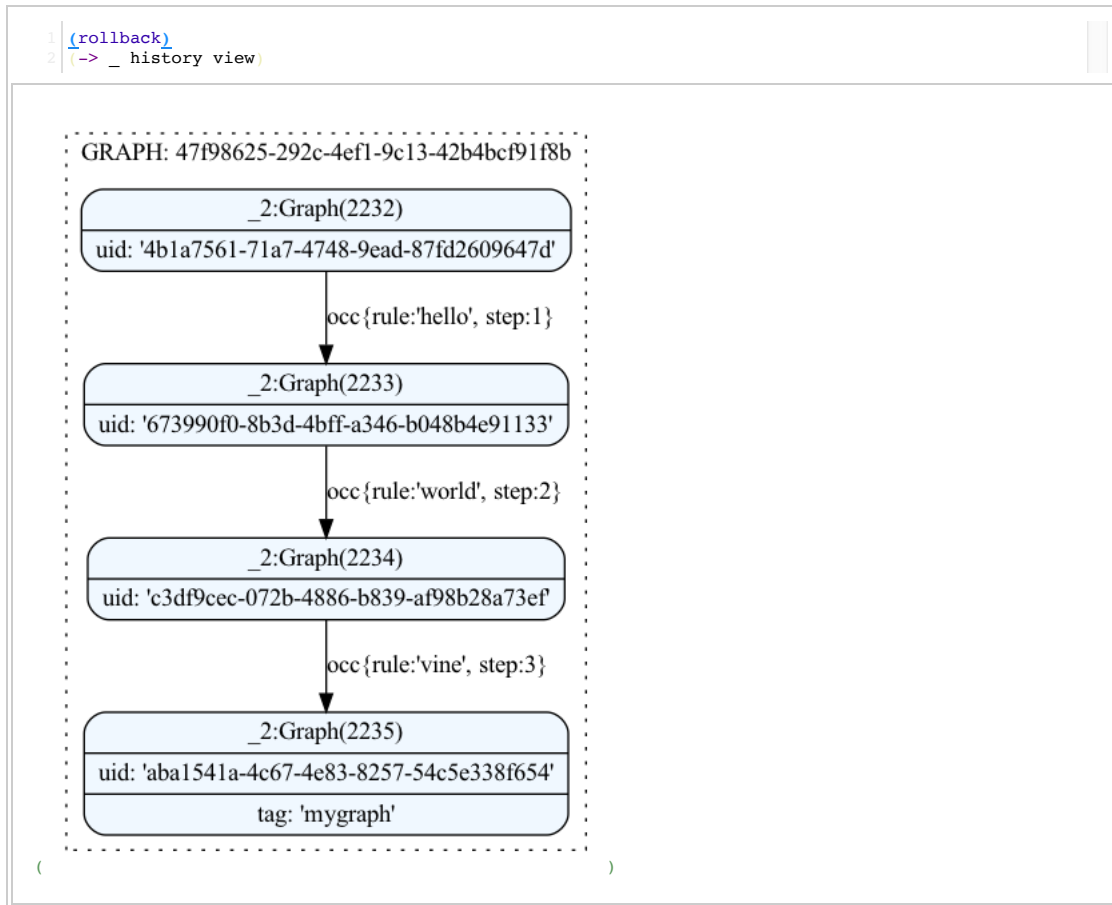 1 (rollback)
2 (-> _ history view)
GRAPH: 47f98625-292c-4ef1-9c13-42b4bcf91f8b
_2:Graph(2232)
uid: '4b1a7561-71a7-4748-9ead-87fd2609647d'
occ{rule:'hello', step:1}
_2:Graph(2233)
uid: '673990f0-8b3d-4bff-a346-b048b4e91133'
occ{rule:'world', step:2}
_2:Graph(2234)
uid: 'c3df9cec-072b-4886-b839-af98b28a73ef'
occ{rule:'vine', step:3}
_2:Graph(2235)
uid: 'aba1541a-4c67-4e83-8257-54c5e338f654'
tag: 'mygraph'
( )